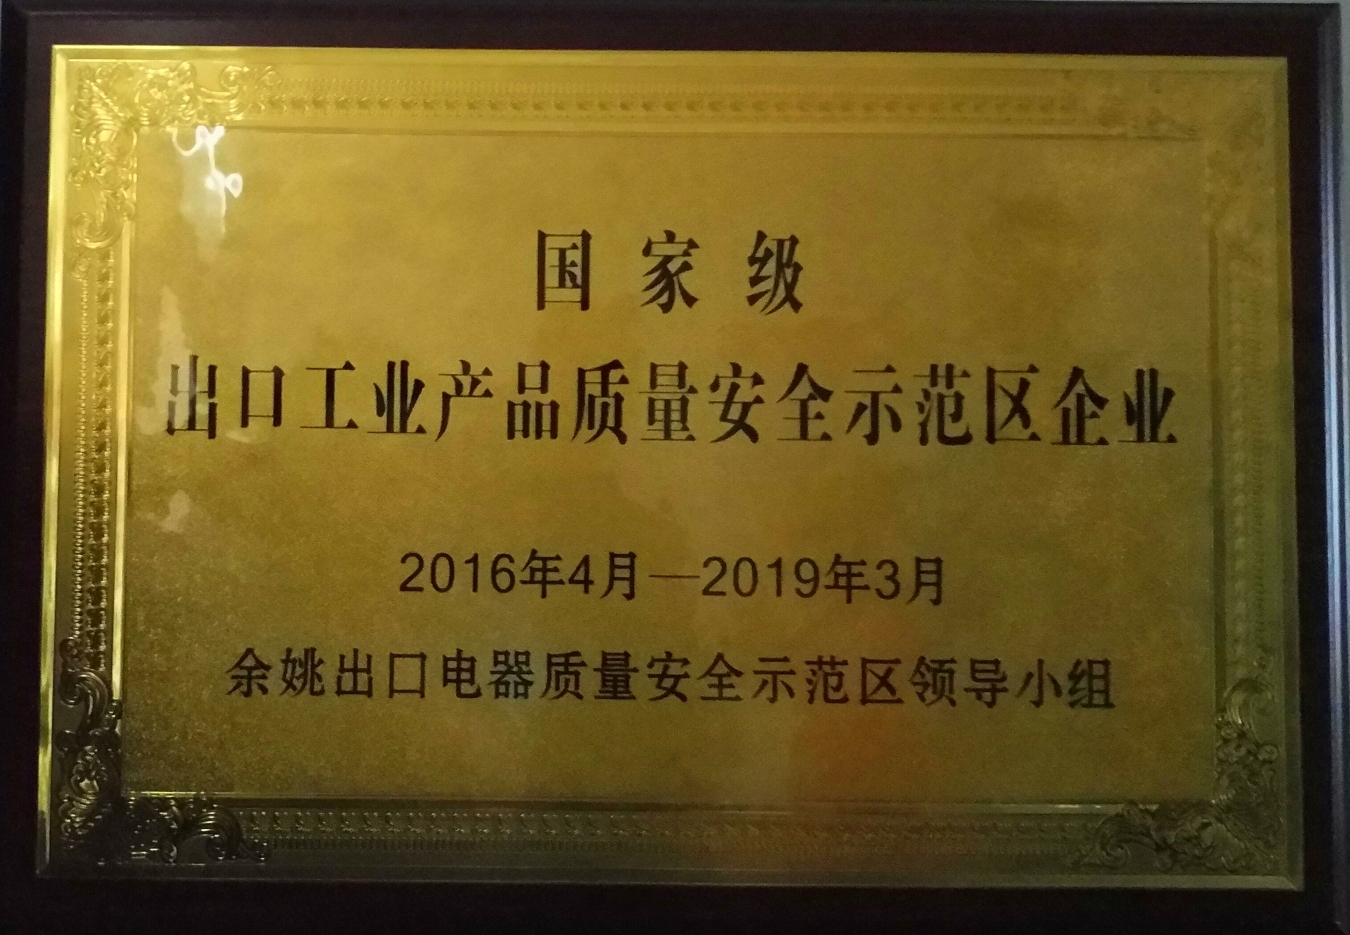 国家级
出口工业产品质量安全示范区企业
2016年4月—2019年3月
余姚出口电器质量安全示范区领导小组